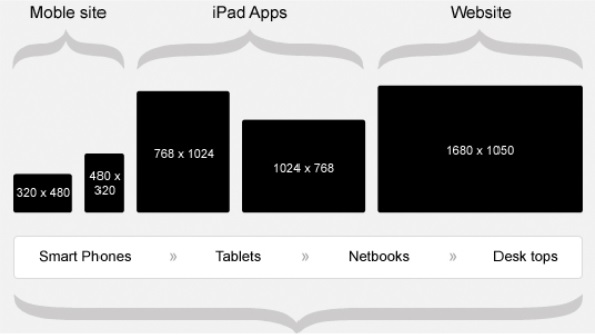 Moble site
iPad Apps
Website
320 x 480
480 x
320
768 x 1024
1024 x 768
1680 x 1050
Smart Phones » Tablets » Netbooks » Desk tops